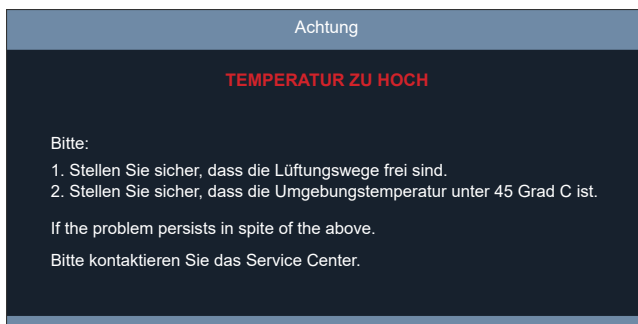 Achtung
TEMPERATUR ZU HOCH
Bitte:
1. Stellen Sie sicher, dass die Lüftungswege frei sind.
2. Stellen Sie sicher, dass die Umgebungstemperatur unter 45 Grad C ist.
If the problem persists in spite of the above.
Bitte kontaktieren Sie das Service Center.